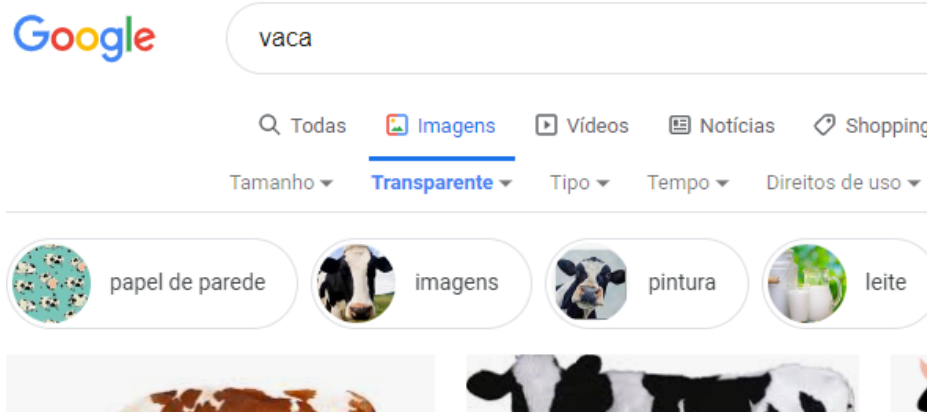 Google
vaca
Todas Imagens Vídeos Notícias Shopping
Tamanho Transparente Tipo Tempo Direitos de uso
papel de parede imagens pintura leite